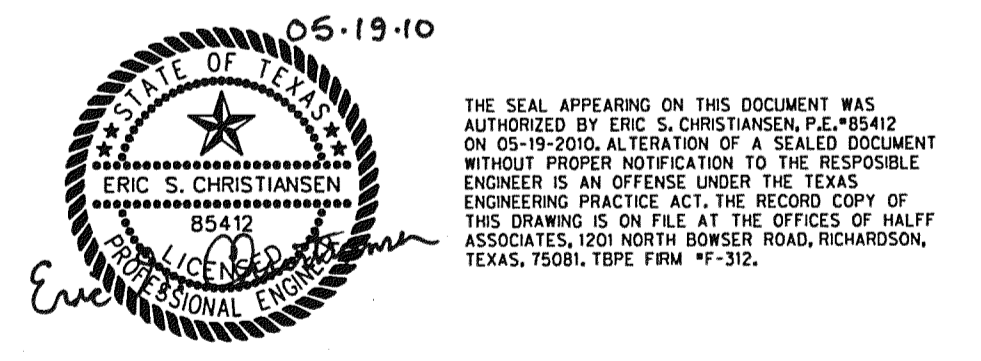 05·19·10
STATE OF TEXAS
ERIC S. CHRISTIANSEN
85412
LICENSED
PROFESSIONAL ENGINEER
Eric S. Christiansen
THE SEAL APPEARING ON THIS DOCUMENT WAS
AUTHORIZED BY ERIC S. CHRISTIANSEN, P.E.#85412
ON 05-19-2010. ALTERATION OF A SEALED DOCUMENT
WITHOUT PROPER NOTIFICATION TO THE RESPOSIBLE
ENGINEER IS AN OFFENSE UNDER THE TEXAS
ENGINEERING PRACTICE ACT. THE RECORD COPY OF
THIS DRAWING IS ON FILE AT THE OFFICES OF HALFF
ASSOCIATES, 1201 NORTH BOWSER ROAD, RICHARDSON,
TEXAS, 75081. TBPE FIRM #F-312.